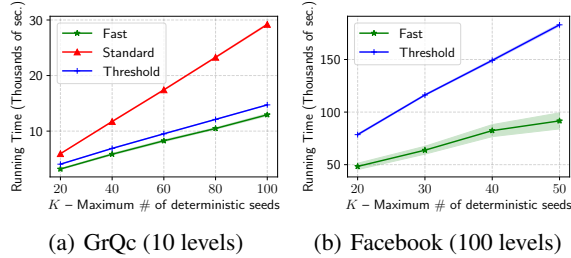 Running Time (Thousands of sec.)
30
20
10
Fast
Standard
Threshold
20 40 60 80 100
K − Maximum # of deterministic seeds
(a) GrQc (10 levels)
Running Time (Thousands of sec.)
150
100
50
Fast
Threshold
20 30 40 50
K − Maximum # of deterministic seeds
(b) Facebook (100 levels)